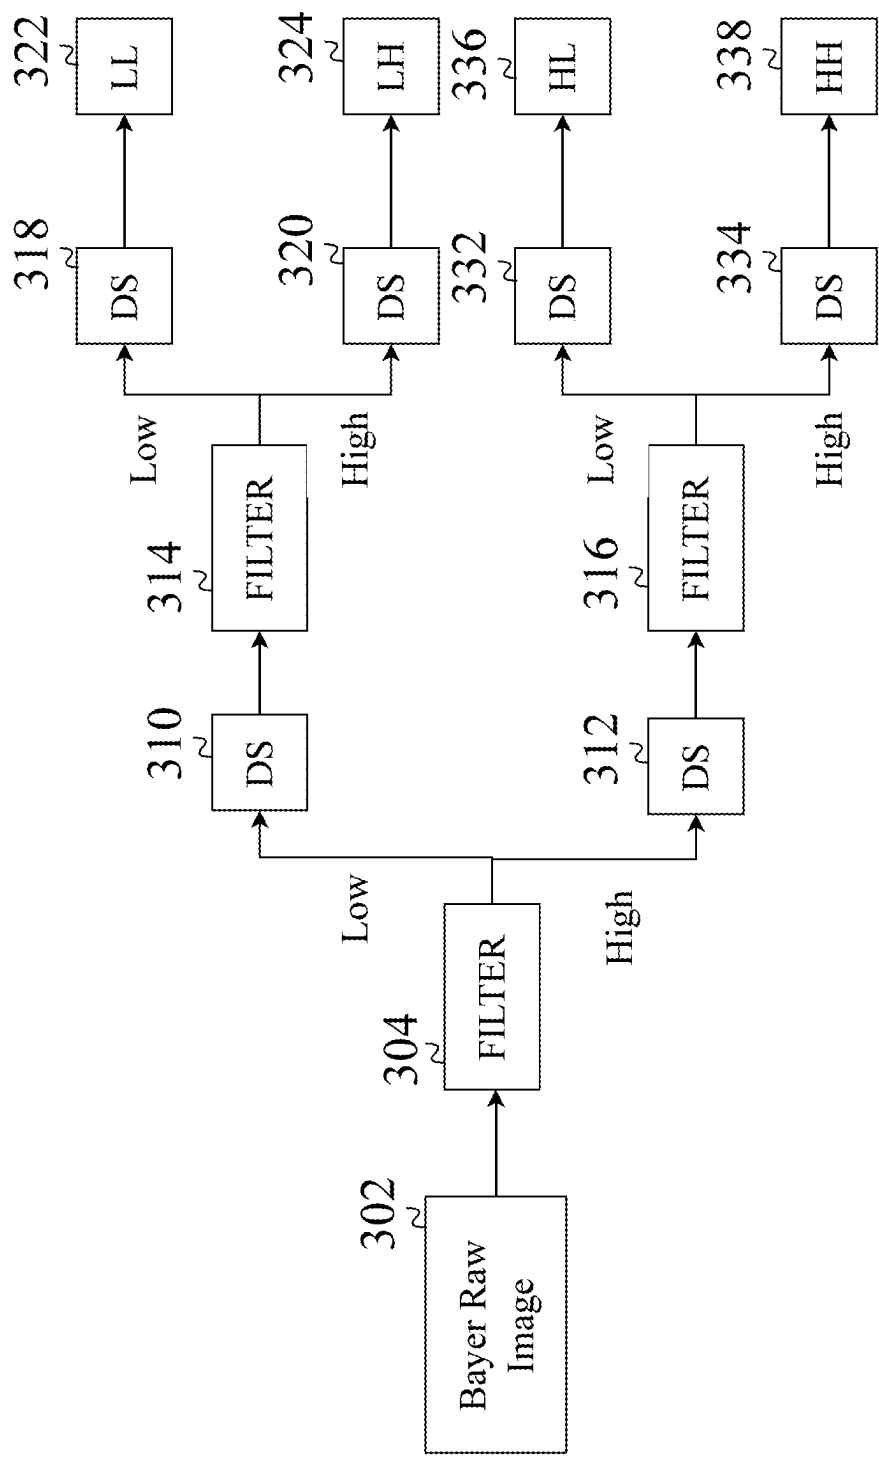 322
LL
324
LH
336
HL
338
HH
318
DS
320
DS
332
DS
334
DS
Low
High
Low
High
314
FILTER
316
FILTER
310
DS
312
DS
Low
High
304
FILTER
302
Bayer Raw
Image